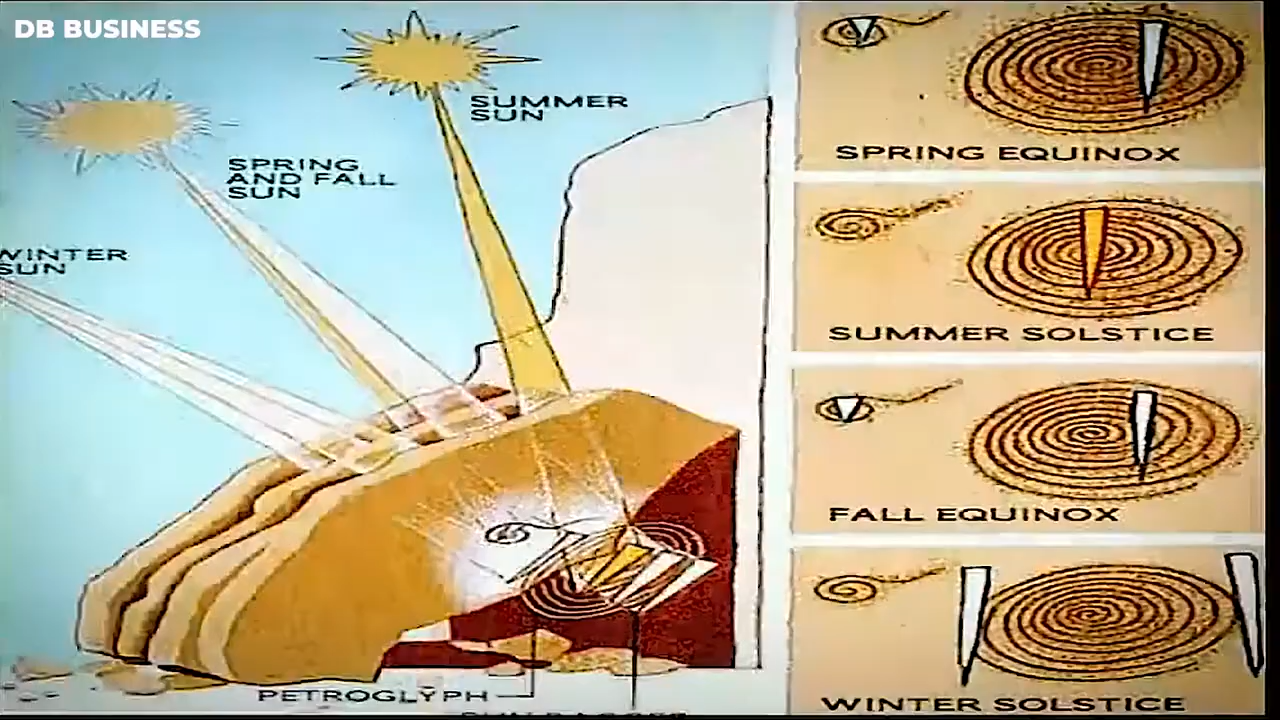 DB BUSINESS
SUMMER
SUN
SPRING
AND FALL
SUN
WINTER
SUN
PETROGLYPH
SPRING EQUINOX
SUMMER SOLSTICE
FALL EQUINOX
WINTER SOLSTICE